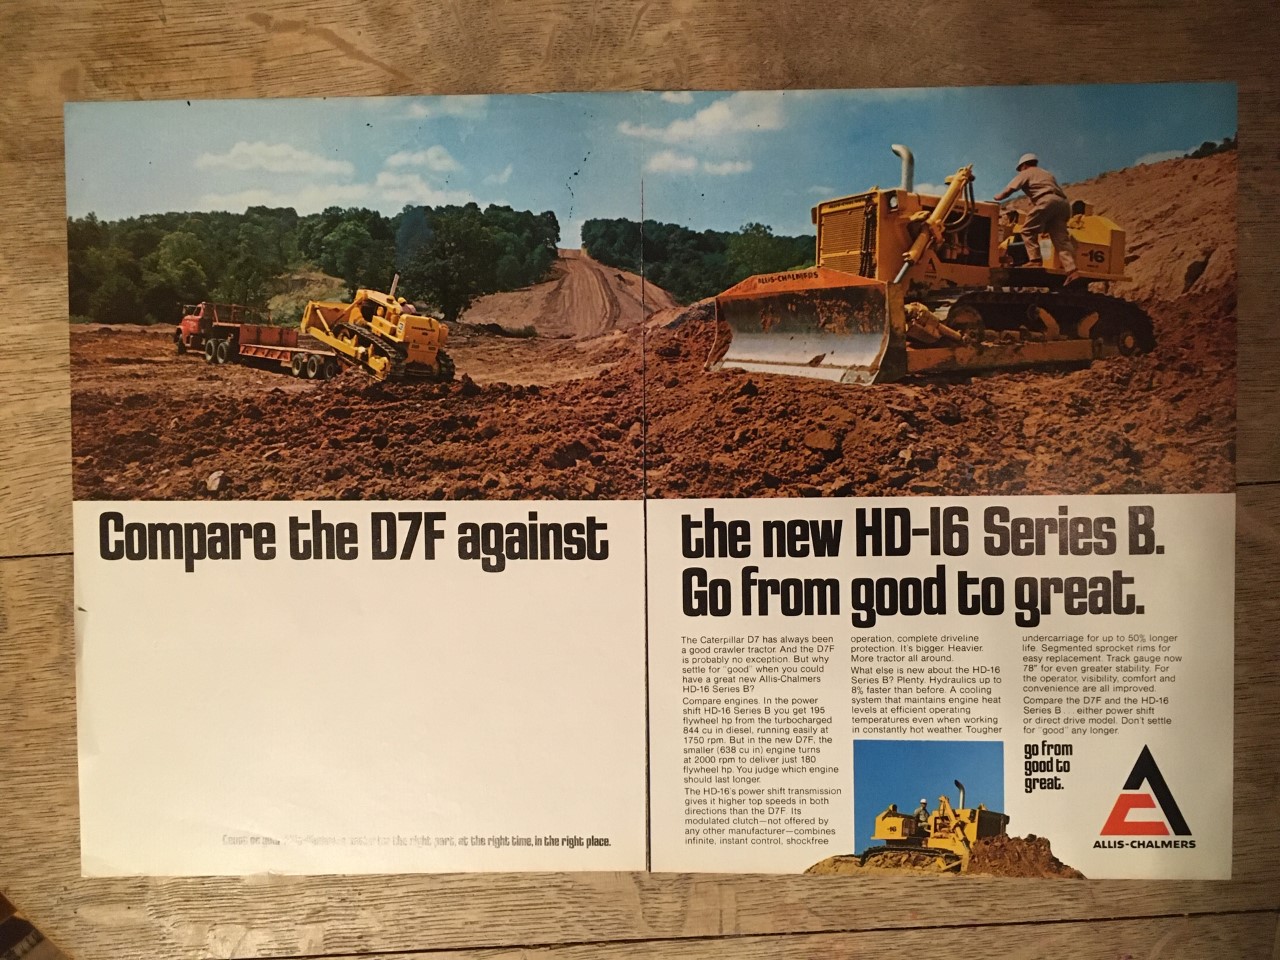 ALLIS-CHALMERS
-16
Compare the D7F against
the new HD-16 Series B.
Go from good to great.
The Caterpillar D7 has always been
a good crawler tractor. And the D7F
is probably no exception. But why
settle for "good" when you could
have a great new Allis-Chalmers
HD-16 Series B?
Compare engines. In the power
shift HD-16 Series B you get 195
flywheel hp from the turbocharged
844 cu in diesel, running easily at
1750 rpm. But in the new D7F, the
smaller (638 cu in) engine turns
at 2000 rpm to deliver just 180
flywheel hp. You judge which engine
should last longer.
The HD-16's power shift transmission
gives it higher top speeds in both
directions than the D7F. Its
modulated clutch—not offered by
any other manufacturer—combines
infinite, instant control, shockfree
operation, complete driveline
protection. It's bigger. Heavier.
More tractor all around.
What else is new about the HD-16
Series B? Plenty. Hydraulics up to
8% faster than before. A cooling
system that maintains engine heat
levels at efficient operating
temperatures even when working
in constantly hot weather. Tougher
undercarriage for up to 50% longer
life. Segmented sprocket rims for
easy replacement. Track gauge now
78" for even greater stability. For
the operator, visibility, comfort and
convenience are all improved.
Compare the D7F and the HD-16
Series B... either power shift
or direct drive model. Don't settle
for "good" any longer.
go from
good to
great.
ALLIS-CHALMERS
the right part, at the right time, in the right place.